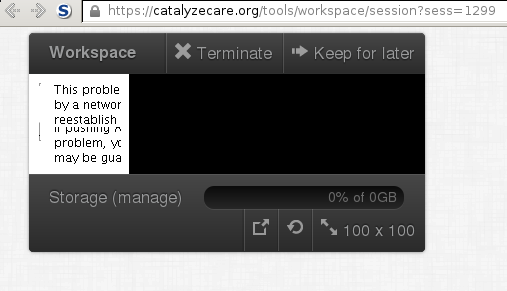 https://catalyzecare.org/tools/workspace/session?sess=1299
Workspace
Terminate
Keep for later
This proble
by a networ
reestablish
If pushing
problem, yo
may be gua
Storage (manage)
0% of 0GB
100 x 100